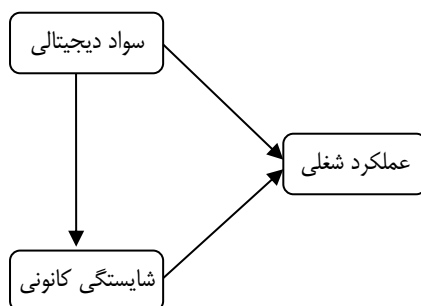 سواد دیجیتالی
عملکرد شغلی
شایستگی کانونی